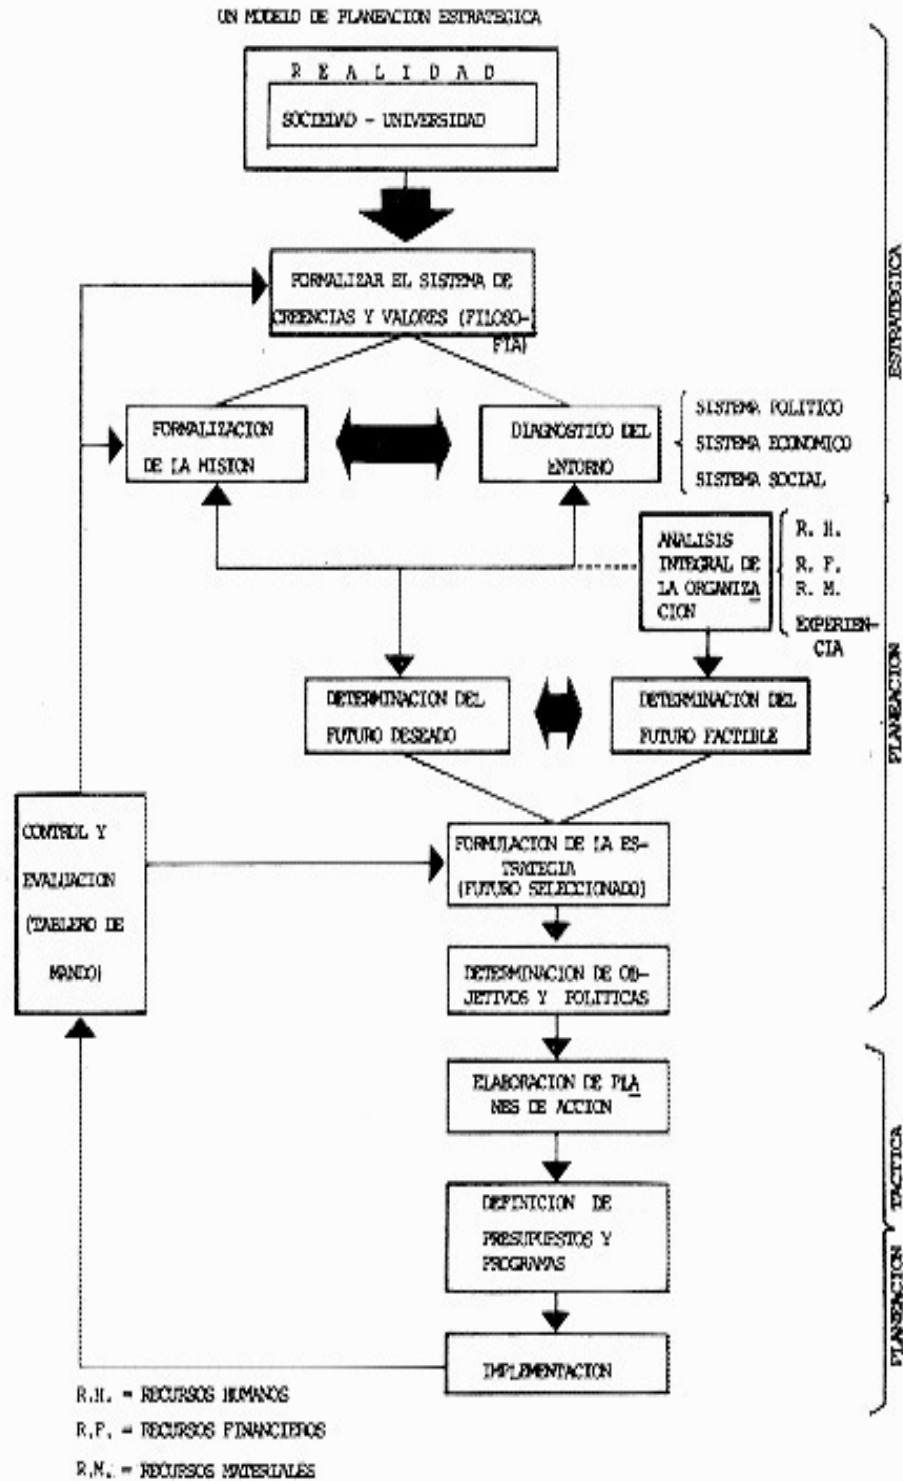 UN MODELO DE PLANEACION ESTRATEGICA
R E A L I D A D
SOCIEDAD - UNIVERSIDAD
FORMALIZAR EL SISTEMA DE
CREENCIAS Y VALORES (FILOSO-
FIA)
FORMALIZACION
DE LA MISION
DIAGNOSTICO DEL
ENTORNO
SISTEMA POLITICO
SISTEMA ECONOMICO
SISTEMA SOCIAL
ANALISIS
INTEGRAL DE
LA ORGANIZA
CION
R. H.
R. F.
R. M.
EXPERIEN-
CIA
DETERMINACION DEL
FUTURO DESEADO
DETERMINACION DEL
FUTURO FACTIBLE
CONTROL Y
EVALUACION
(TABLERO DE
MANDO)
FORMULACION DE LA ES-
TRATEGIA
(FUTURO SELECCIONADO)
DETERMINACION DE OB-
JETIVOS Y POLITICAS
ELABORACION DE PLA
NES DE ACCION
DEFINICION DE
PRESUPUESTOS Y
PROGRAMAS
IMPLEMENTACION
PLANEACION ESTRATEGICA
PLANEACION TACTICA
R.H. = RECURSOS HUMANOS
R.F. = RECURSOS FINANCIEROS
R.M. = RECURSOS MATERIALES